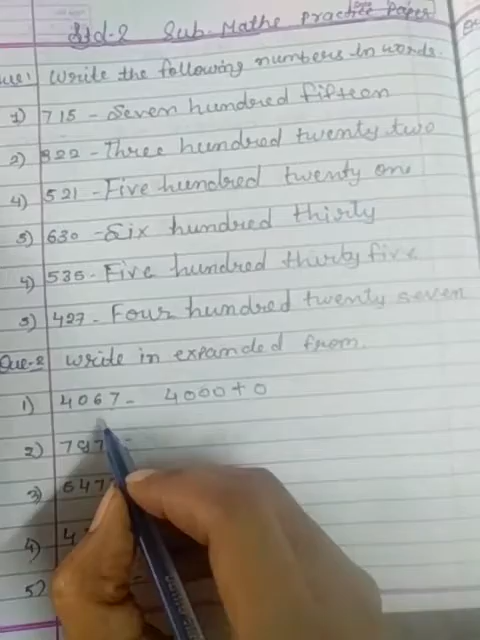 Std-2 Sub-Maths Practice Paper
Que:1 Write the following numbers in words.
1) 715 - Seven hundred fifteen
2) 322 - Three hundred twenty two
4) 521 - Five hundred twenty one
5) 630 - Six hundred thirty
4) 535 - Five hundred thirty five
5) 427 - Four hundred twenty seven
Que-2 write in expanded from.
1) 4067 - 4000 + 0
2)
3) 647
4)
5)